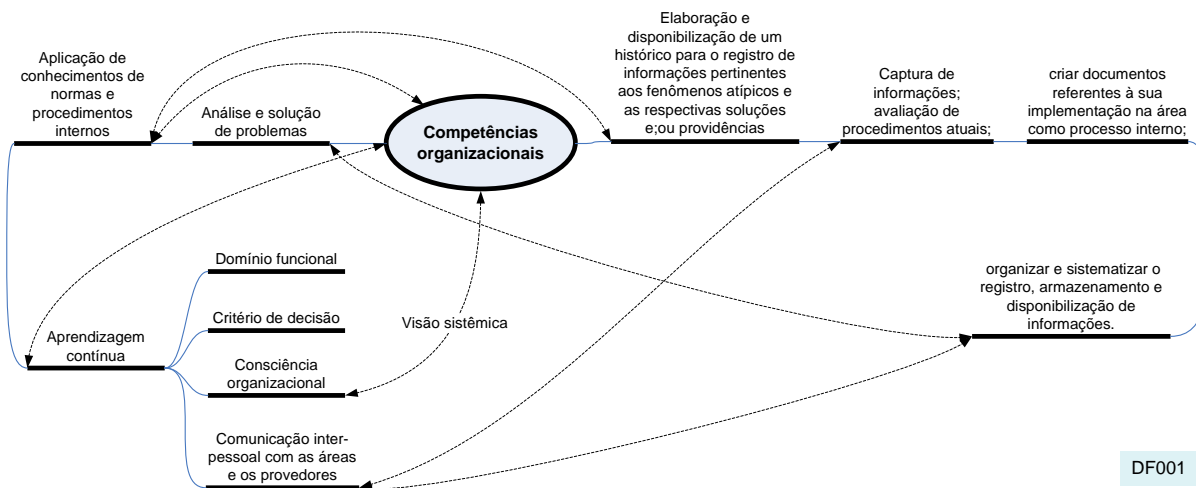 Aplicação de
conhecimentos de
normas e
procedimentos
internos
Análise e solução
de problemas
Competências
organizacionais
Elaboração e
disponibilização de um
histórico para o registro de
informações pertinentes
aos fenômenos atípicos e
as respectivas soluções
e;ou providências
Captura de
informações;
avaliação de
procedimentos atuais;
criar documentos
referentes à sua
implementação na área
como processo interno;
Domínio funcional
Critério de decisão
Visão sistêmica
Aprendizagem
contínua
Consciência
organizacional
Comunicação inter-
pessoal com as áreas
e os provedores
organizar e sistematizar o
registro, armazenamento e
disponibilização de
informações.
DF001